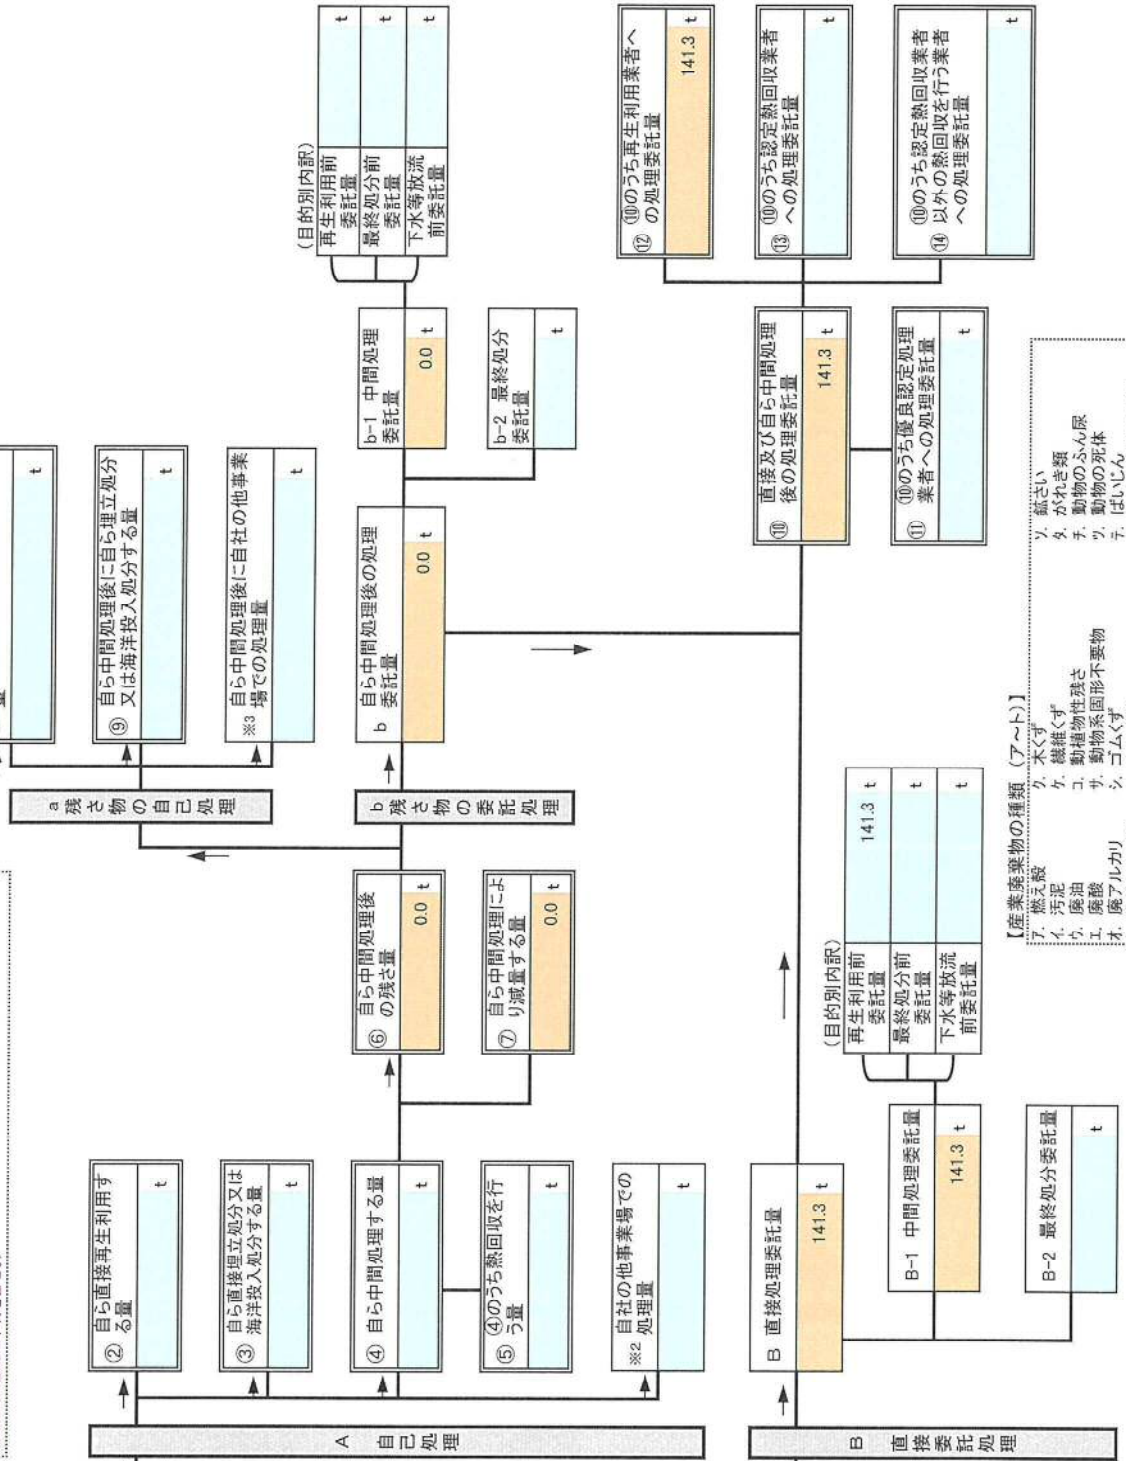 A 自己処理
② 自ら直接再生利用す
る量
t
③ 自ら直接埋立処分又は
海洋投入処分する量
t
④ 自ら中間処理する量
t
⑤ ④のうち熱回収を行
う量
t
※2 自社の他事業場での
処理量
t
⑥ 自ら中間処理後
の残さ量
0.0 t
⑦ 自ら中間処理によ
り減量する量
0.0 t
a 残さ物の自己処理
量
t
⑨ 自ら中間処理後に自ら埋立処分
又は海洋投入処分する量
t
※3 自ら中間処理後に自社の他事業
場での処理量
t
b 残さ物の委託処理
b 自ら中間処理後の処理
委託量
0.0 t
b-1 中間処理
委託量
0.0 t
b-2 最終処分
委託量
t
(目的別内訳)
再生利用前
委託量
t
最終処分前
委託量
t
下水等放流
前委託量
t
B 直接委託処理
B 直接処理委託量
141.3 t
B-1 中間処理委託量
141.3 t
B-2 最終処分委託量
t
(目的別内訳)
再生利用前
委託量
141.3 t
最終処分前
委託量
t
下水等放流
前委託量
t
⑩ 直接及び自ら中間処理
後の処理委託量
141.3 t
⑪ ⑩のうち優良認定処理
業者への処理委託量
t
⑫ ⑩のうち再生利用業者へ
の処理委託量
141.3 t
⑬ ⑩のうち認定熱回収業者
への処理委託量
t
⑭ ⑩のうち認定熱回収業者
以外の熱回収を行う業者
への処理委託量
t
【産業廃棄物の種類(ア~ト)】
ア. 燃え殻
イ. 汚泥
ウ. 廃油
エ. 廃酸
オ. 廃アルカリ
ク. 木くず
ケ. 繊維くず
コ. 動植物性残さ
サ. 動物系固形不要物
シ. ゴムくず
ソ. 鉱さい
タ. がれき類
チ. 動物のふん尿
ツ. 動物の死体
テ. ばいじん